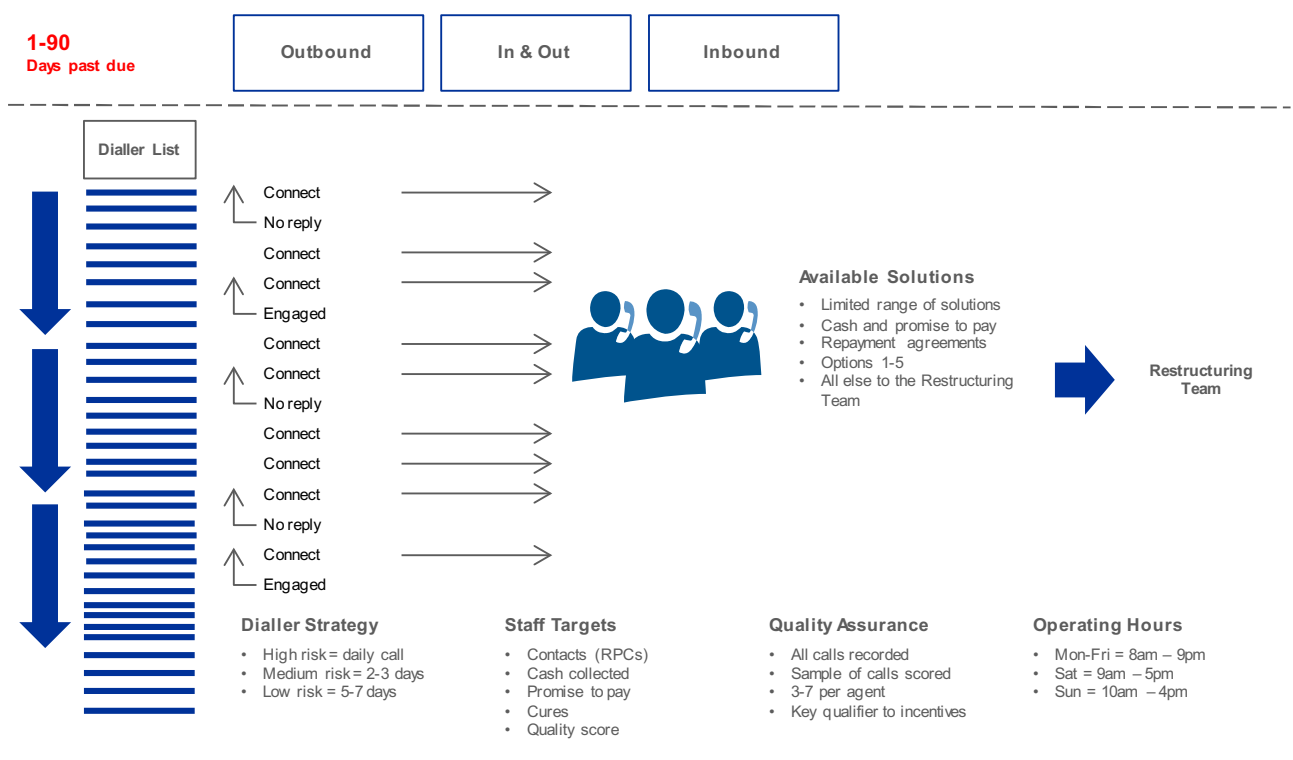 1-90
Days past due
Outbound
In & Out
Inbound
Dialler List
Connect
No reply
Connect
Connect
Engaged
Connect
Connect
No reply
Connect
Connect
Connect
No reply
Connect
Engaged
Available Solutions
• Limited range of solutions
• Cash and promise to pay
• Repayment agreements
• Options 1-5
• All else to the Restructuring
Team
Restructuring
Team
Dialler Strategy
• High risk = daily call
• Medium risk = 2-3 days
• Low risk = 5-7 days
Staff Targets
• Contacts (RPCs)
• Cash collected
• Promise to pay
• Cures
• Quality score
Quality Assurance
• All calls recorded
• Sample of calls scored
• 3-7 per agent
• Key qualifier to incentives
Operating Hours
• Mon-Fri = 8am – 9pm
• Sat = 9am – 5pm
• Sun = 10am – 4pm